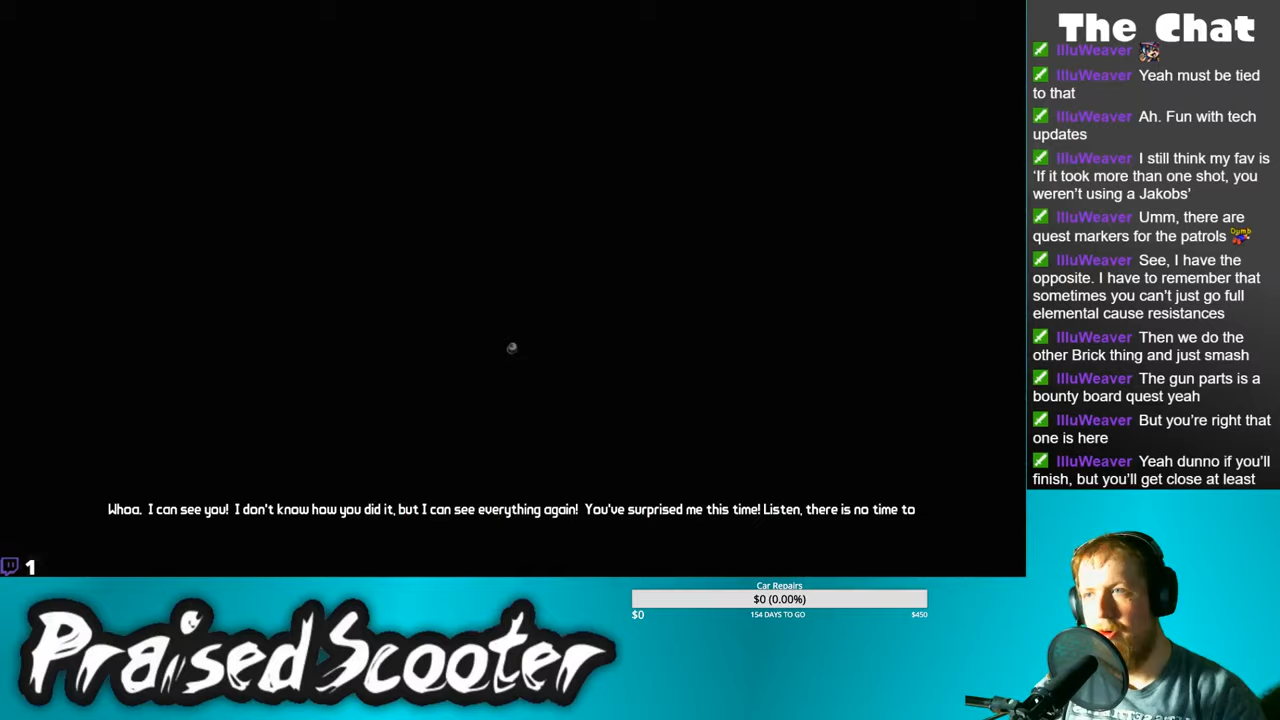 The Chat
IlluWeaver
IlluWeaver Yeah must be tied
to that
IlluWeaver Ah. Fun with tech
updates
IlluWeaver I still think my fav is
‘If it took more than one shot, you
weren’t using a Jakobs’
IlluWeaver Umm, there are
quest markers for the patrols
IlluWeaver See, I have the
opposite. I have to remember that
sometimes you can’t just go full
elemental cause resistances
IlluWeaver Then we do the
other Brick thing and just smash
IlluWeaver The gun parts is a
bounty board quest yeah
IlluWeaver But you’re right that
one is here
IlluWeaver Yeah dunno if you’ll
finish, but you’ll get close at least
Whoa. I can see you! I don't know how you did it, but I can see everything again! You've surprised me this time! Listen, there is no time to
1
Car Repairs
$0 (0.00%)
$0 154 DAYS TO GO $450
PraisedScooter